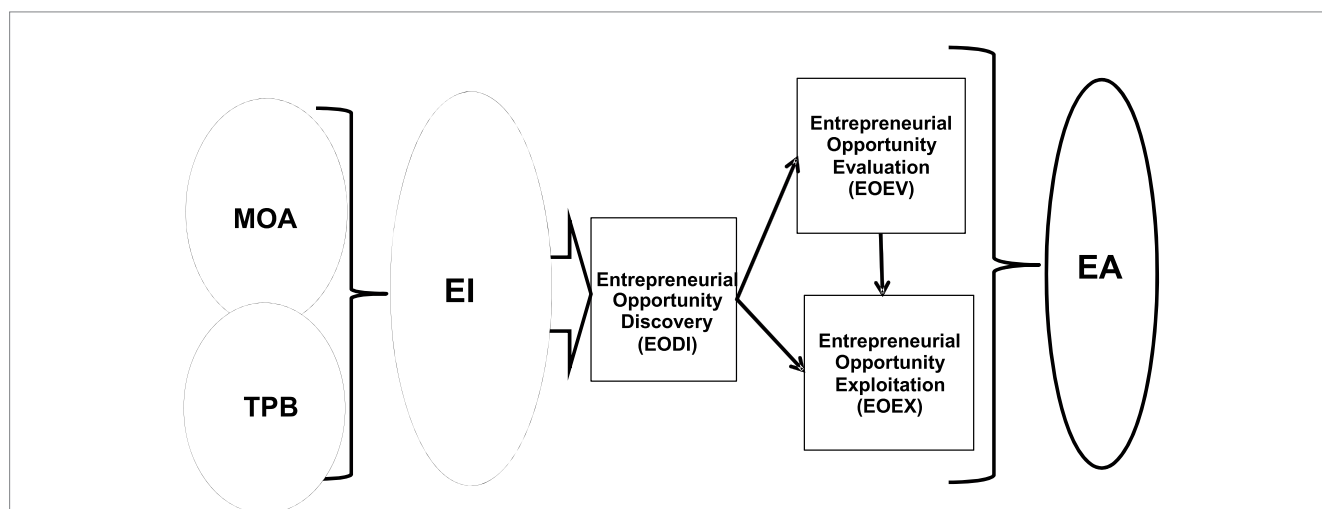 MOA
TPB
EI
Entrepreneurial
Opportunity
Discovery
(EODI)
Entrepreneurial
Opportunity
Evaluation
(EOEV)
Entrepreneurial
Opportunity
Exploitation
(EOEX)
EA